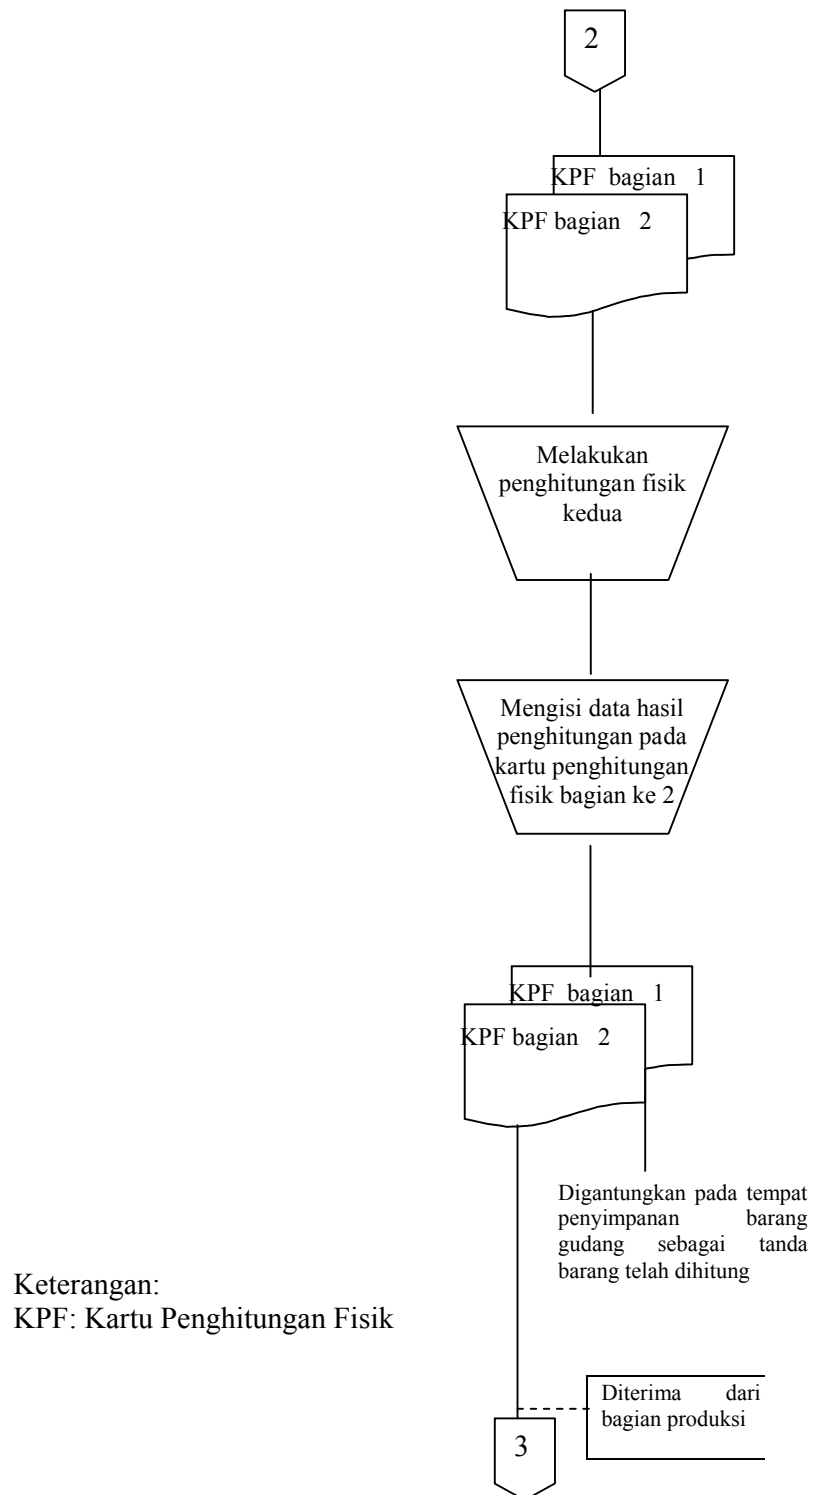 2
KPF bagian 1
KPF bagian 2
Melakukan
penghitungan fisik
kedua
Mengisi data hasil
penghitungan pada
kartu penghitungan
fisik bagian ke 2
KPF bagian 1
KPF bagian 2
Digantungkan pada tempat
penyimpanan barang
gudang sebagai tanda
barang telah dihitung
Keterangan:
KPF: Kartu Penghitungan Fisik
Diterima dari
bagian produksi
3